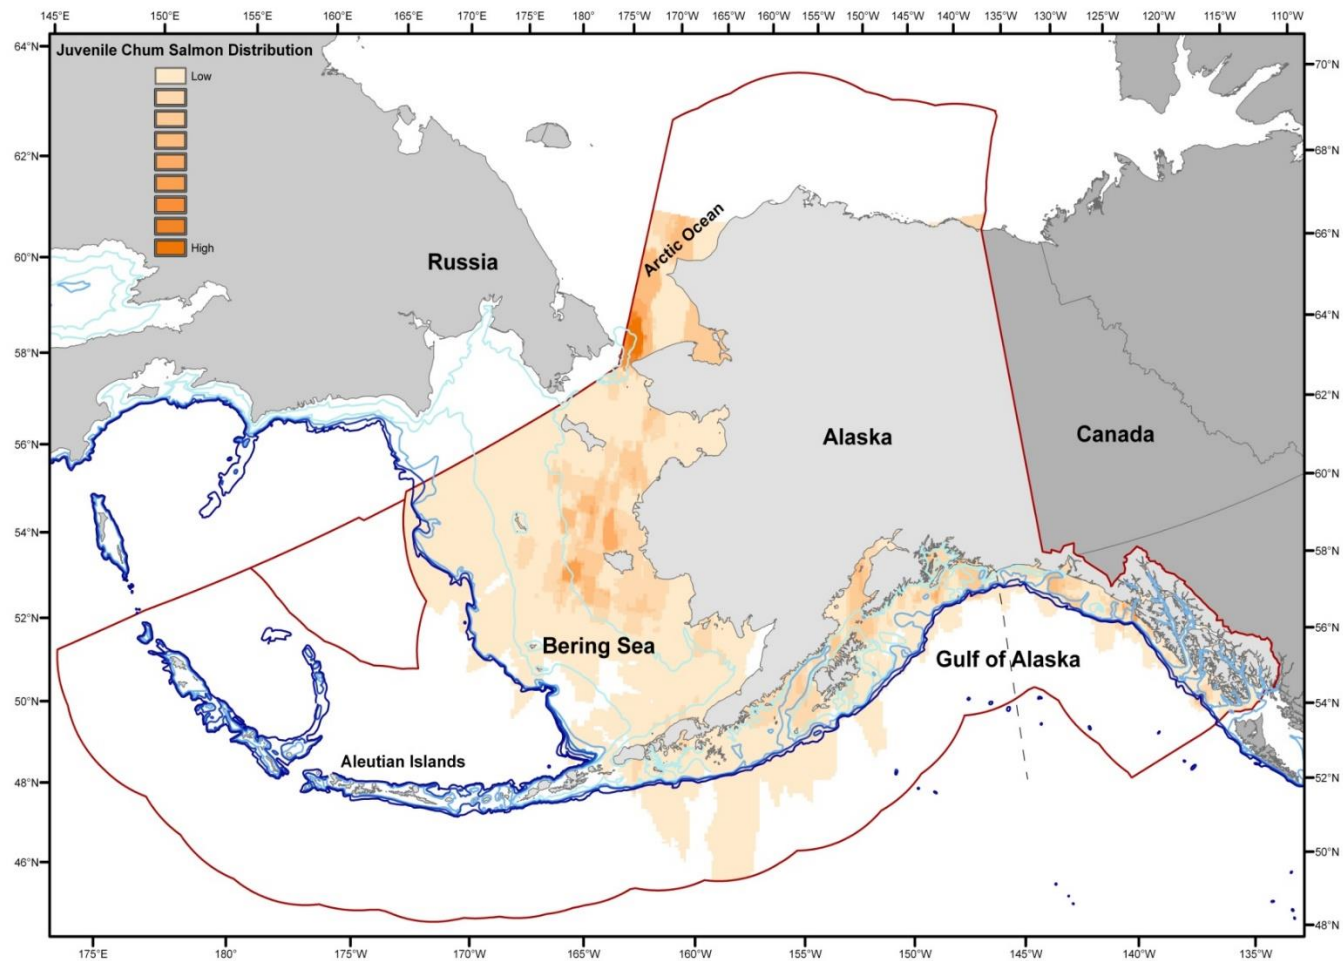 145°E 150°E 155°E 160°E 165°E 170°E 175°E 180° 175°W 170°W 165°W 160°W 155°W 150°W 145°W 140°W 135°W 130°W 125°W 120°W 115°W 110°W
64°N
Juvenile Chum Salmon Distribution
70°N
Low
62°N
68°N
Arctic Ocean
66°N
High
60°N
Russia
64°N
58°N
62°N
56°N
Alaska
Canada
60°N
54°N
58°N
52°N
Bering Sea
56°N
Gulf of Alaska
50°N
54°N
Aleutian Islands
48°N
52°N
46°N
50°N
48°N
175°E 180° 175°W 170°W 165°W 160°W 155°W 150°W 145°W 140°W 135°W